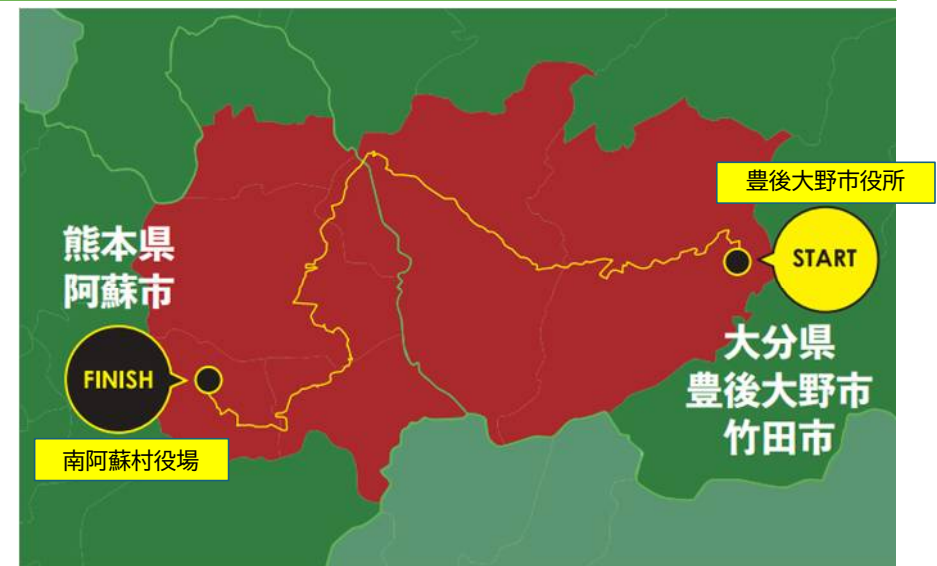 豊後大野市役所
START
大分県
豊後大野市
竹田市
熊本県
阿蘇市
FINISH
南阿蘇村役場